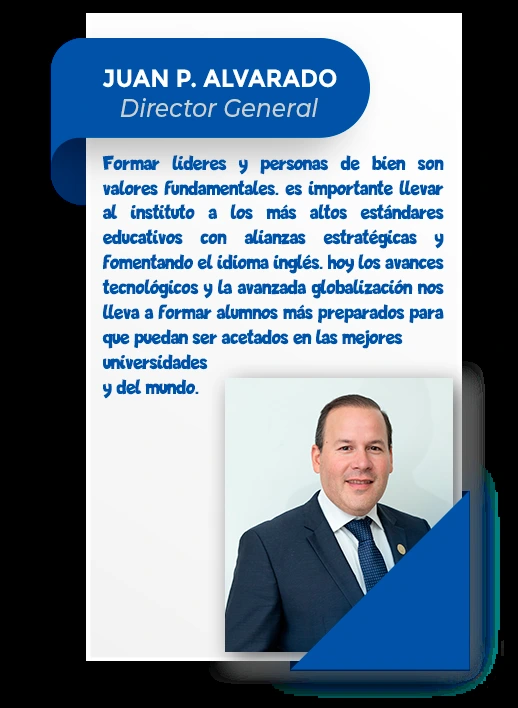 JUAN P. ALVARADO
Director General
Formar líderes y personas de bien son
valores fundamentales. es importante llevar
al instituto a los más altos estándares
educativos con alianzas estratégicas y
fomentando el idioma inglés. hoy los avances
tecnológicos y la avanzada globalización nos
lleva a formar alumnos más preparados para
que puedan ser acetados en las mejores
universidades
y del mundo.